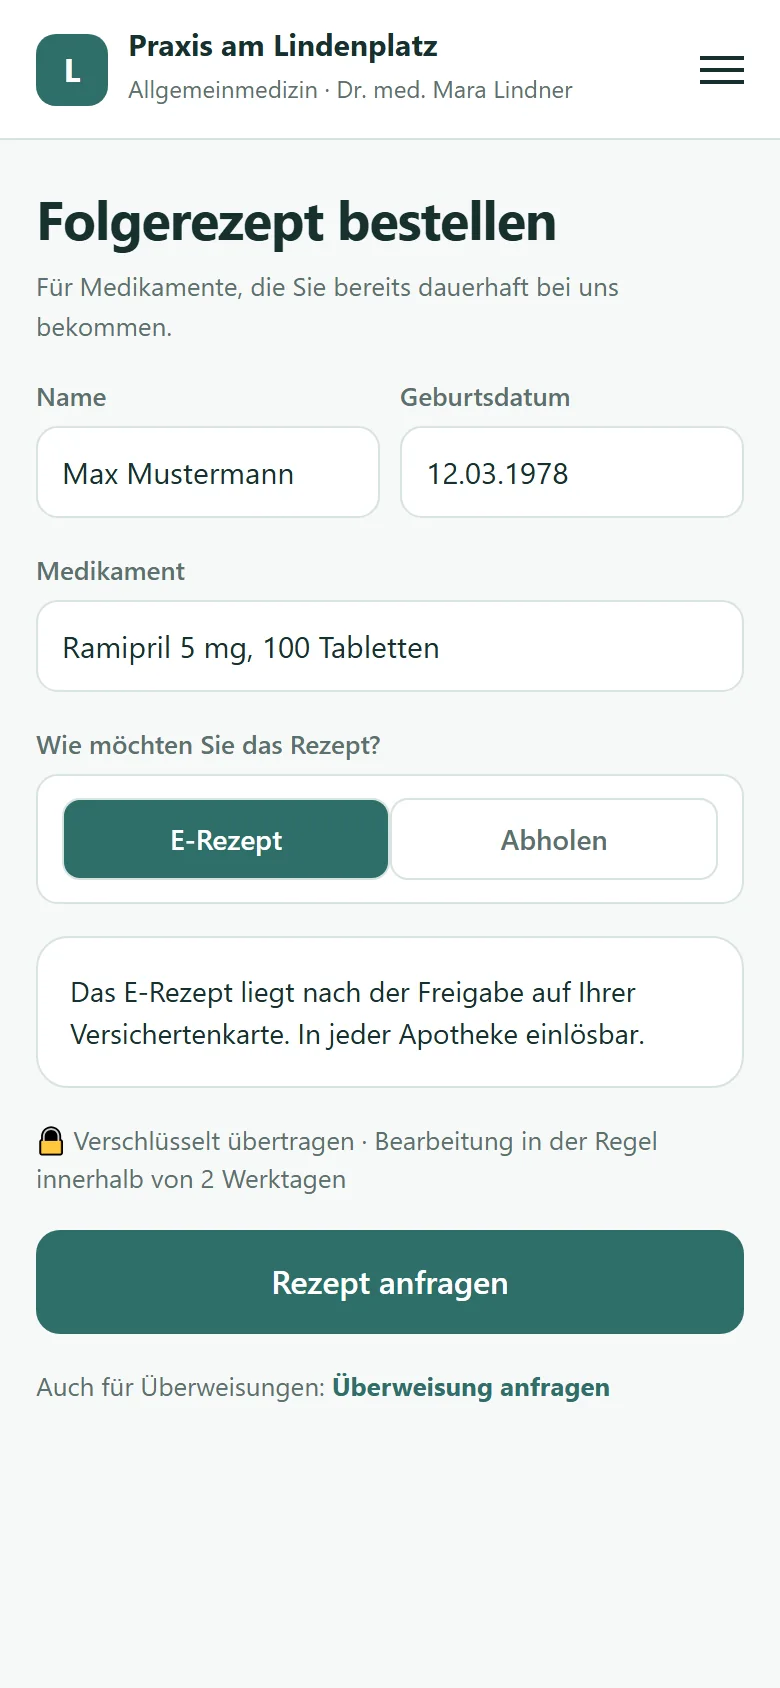 L
Praxis am Lindenplatz
Allgemeinmedizin · Dr. med. Mara Lindner
Folgerezept bestellen
Für Medikamente, die Sie bereits dauerhaft bei uns
bekommen.
Name
Geburtsdatum
Max Mustermann
12.03.1978
Medikament
Ramipril 5 mg, 100 Tabletten
Wie möchten Sie das Rezept?
E-Rezept
Abholen
Das E-Rezept liegt nach der Freigabe auf Ihrer
Versichertenkarte. In jeder Apotheke einlösbar.
🔒 Verschlüsselt übertragen · Bearbeitung in der Regel
innerhalb von 2 Werktagen
Rezept anfragen
Auch für Überweisungen: Überweisung anfragen